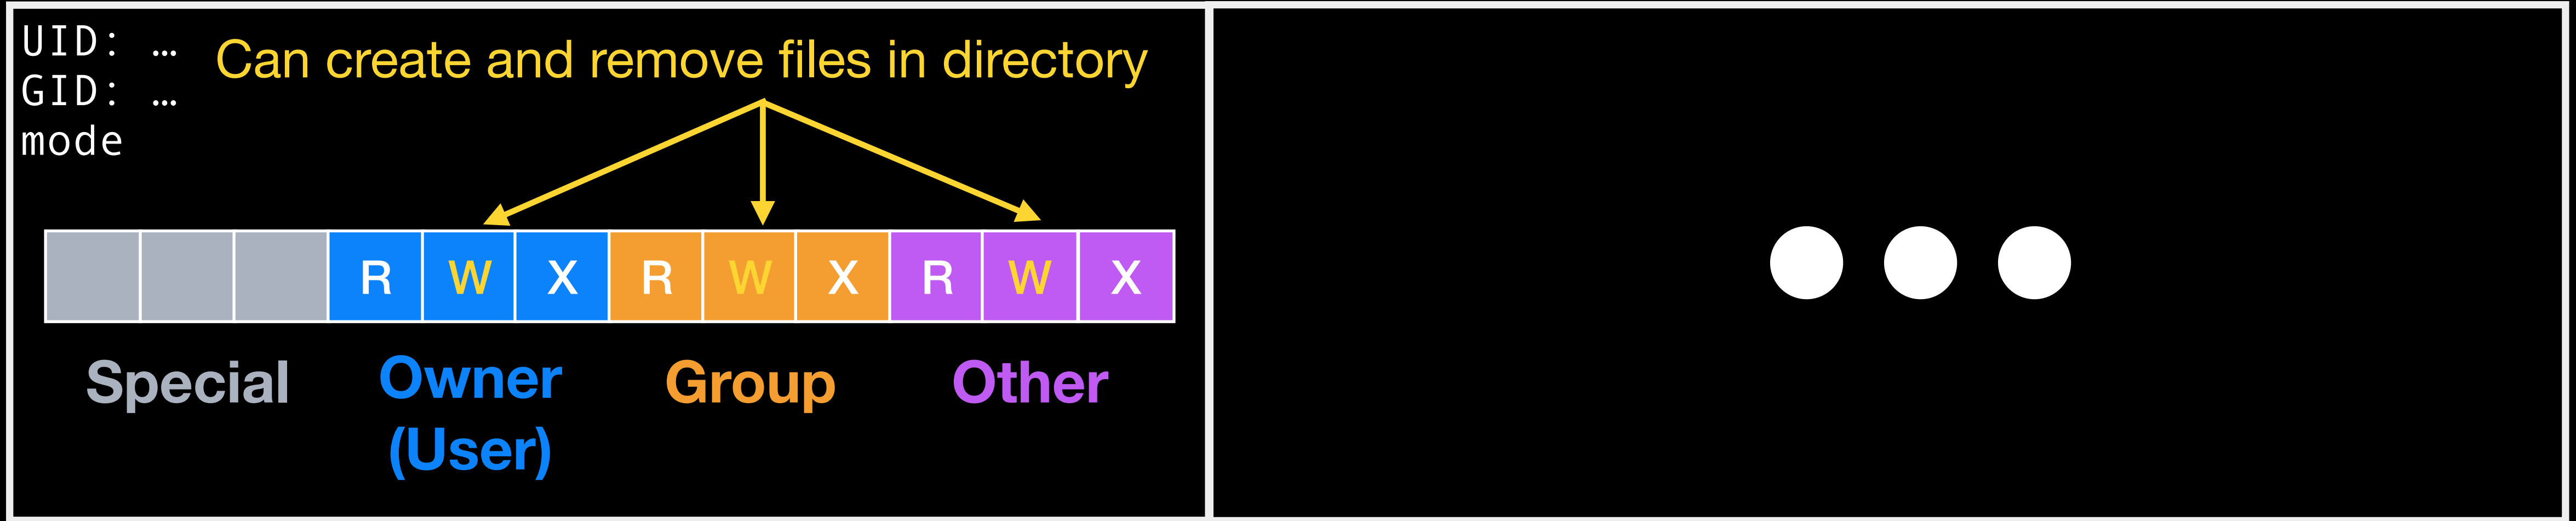 UID: …
Can create and remove files in directory
GID: …
mode
R W X R W X R W X
Special Owner Group Other
(User)